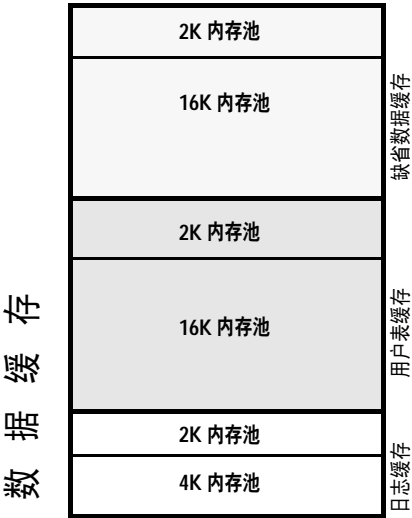 2K 内存池
16K 内存池
缺省数据缓存
2K 内存池
16K 内存池
用户表缓存
2K 内存池
4K 内存池
日志缓存
数据缓存